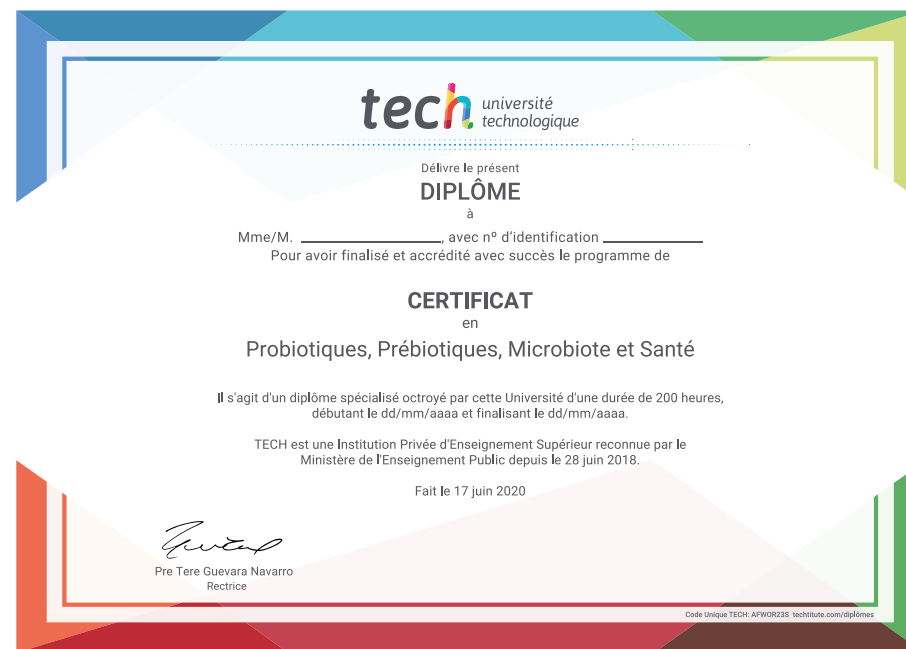 tech université
technologique
Délivre le présent
DIPLÔME
à
Mme/M. ____________________, avec nº d'identification ______________
Pour avoir finalisé et accrédité avec succès le programme de
CERTIFICAT
en
Probiotiques, Prébiotiques, Microbiote et Santé
Il s'agit d'un diplôme spécialisé octroyé par cette Université d'une durée de 200 heures,
débutant le dd/mm/aaaa et finalisant le dd/mm/aaaa.
TECH est une Institution Privée d'Enseignement Supérieur reconnue par le
Ministère de l'Enseignement Public depuis le 28 juin 2018.
Fait le 17 juin 2020
Pre Tere Guevara Navarro
Rectrice
Code Unique TECH: AFWOR23S techtitute.com/diplômes